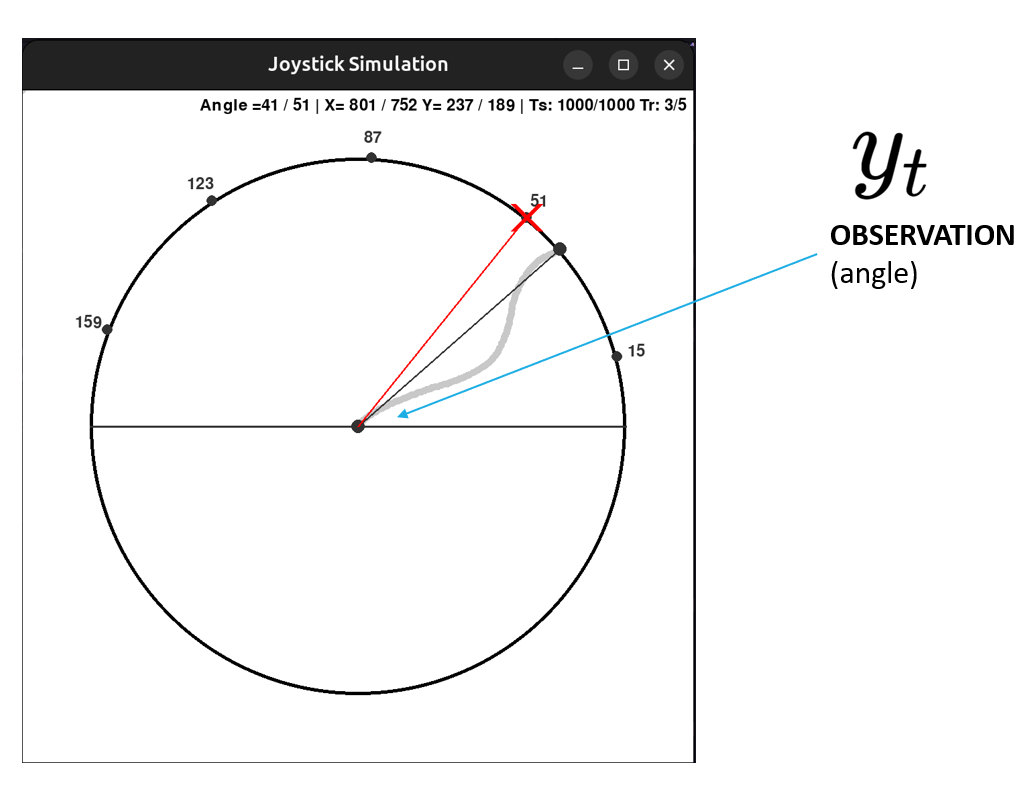 Joystick Simulation
Angle =41 / 51 | X= 801 / 752 Y= 237 / 189 | Ts: 1000/1000 Tr: 3/5
87
123
51
159
15
yt
OBSERVATION
(angle)